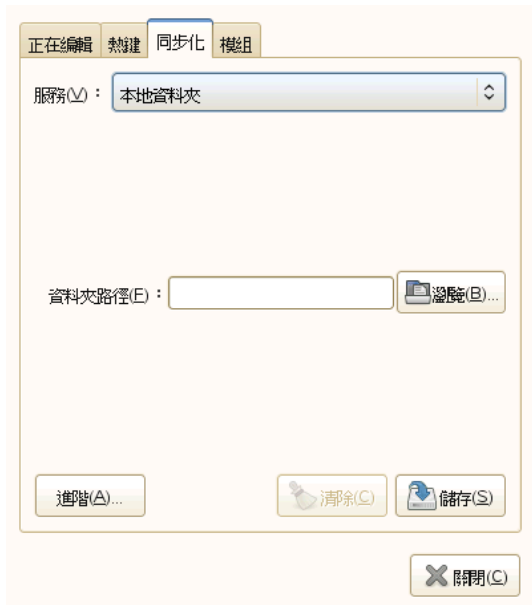 正在編輯 熱鍵 同步化 模組
服務(V)： 本地資料夾
資料夾路徑(F)： 瀏覽(B)...
進階(A)... 清除(C) 儲存(S)
關閉(C)